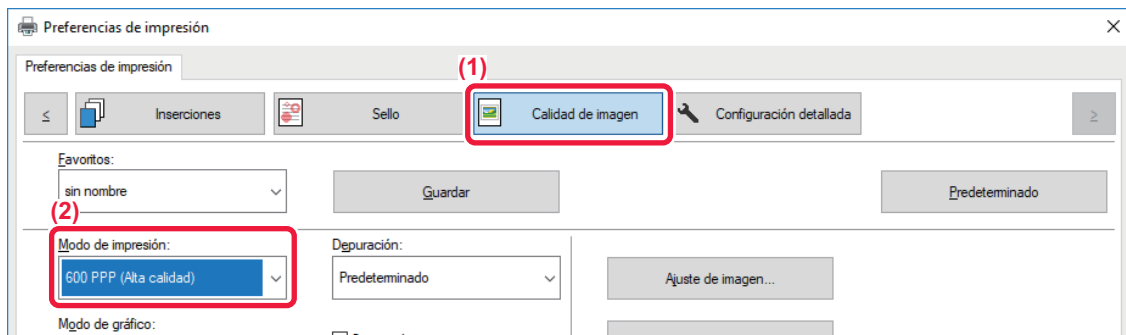 Preferencias de impresión
Preferencias de impresión
(1)
≤ Inserciones Sello Calidad de imagen Configuración detallada ≥
Favoritos:
sin nombre Guardar Predeterminado
(2)
Modo de impresión: Depuración:
600 PPP (Alta calidad) Predeterminado Ajuste de imagen...
Modo de gráfico: